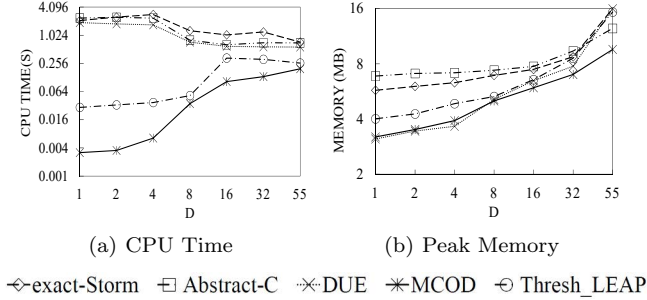 4.096
1.024
0.256
0.064
0.016
0.004
0.001
CPU TIME(S)
1 2 4 8 16 32 55
D
(a) CPU Time
16
8
4
2
MEMORY (MB)
1 2 4 8 16 32 55
D
(b) Peak Memory
exact-Storm Abstract-C DUE MCOD Thresh_LEAP